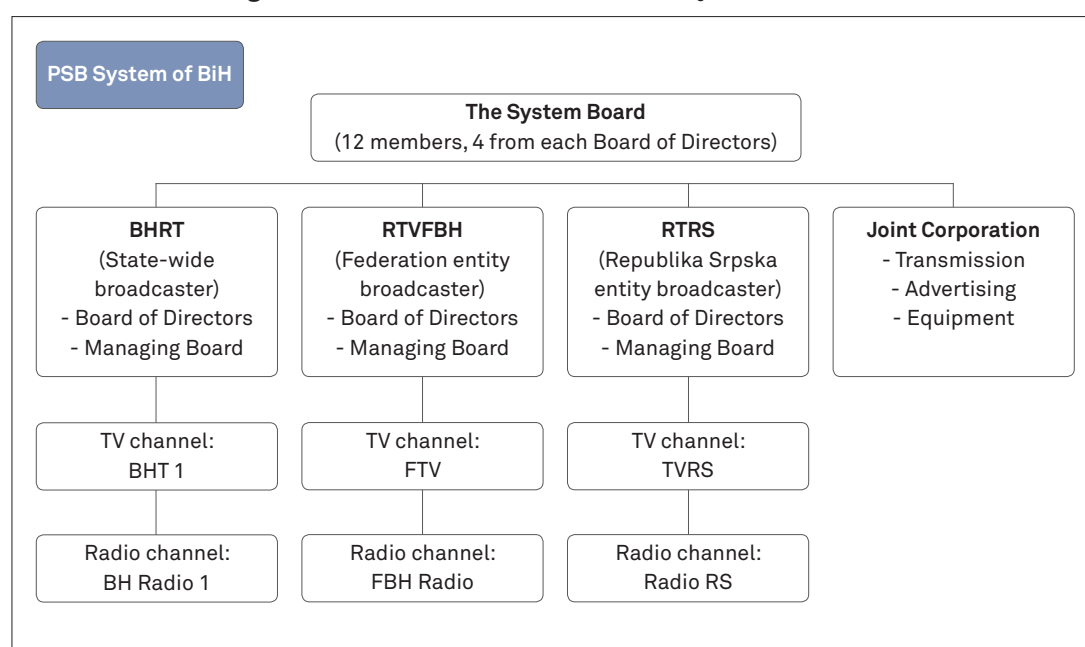 PSB System of BiH
The System Board
(12 members, 4 from each Board of Directors)
BHRT
(State-wide
broadcaster)
- Board of Directors
- Managing Board
RTVFBH
(Federation entity
broadcaster)
- Board of Directors
- Managing Board
RTRS
(Republika Srpska
entity broadcaster)
- Board of Directors
- Managing Board
Joint Corporation
- Transmission
- Advertising
- Equipment
TV channel:
BHT 1
TV channel:
FTV
TV channel:
TVRS
Radio channel:
BH Radio 1
Radio channel:
FBH Radio
Radio channel:
Radio RS